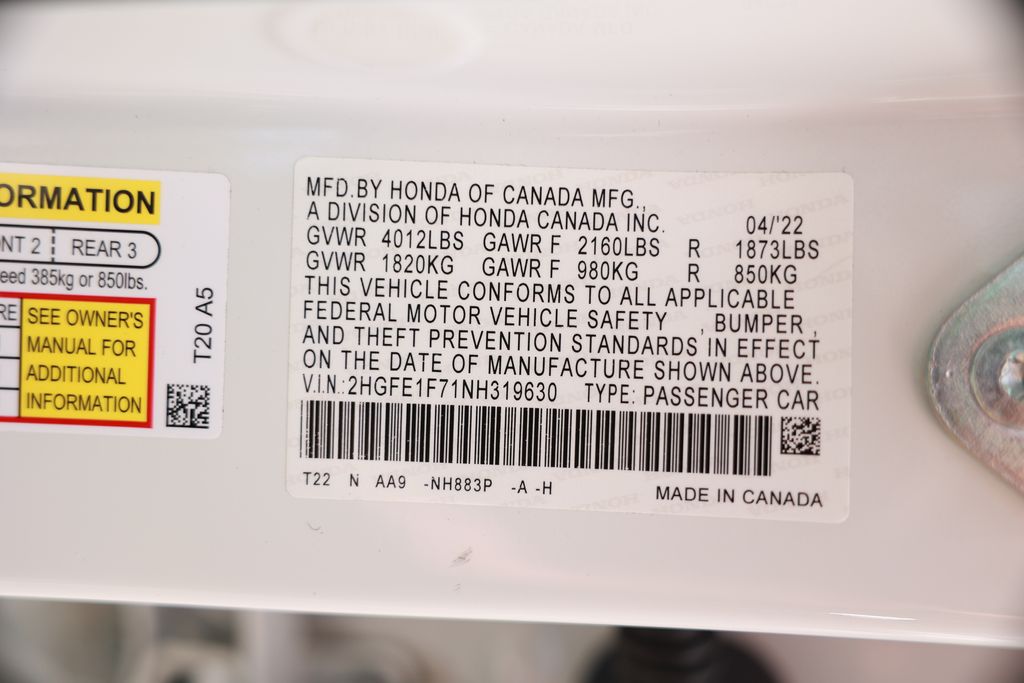 ORMATION
NT 2 REAR 3
eed 385kg or 850lbs.
RE
SEE OWNER'S
MANUAL FOR
ADDITIONAL
INFORMATION
T20 A5
MFD.BY HONDA OF CANADA MFG.,
A DIVISION OF HONDA CANADA INC. 04/'22
GVWR 4012LBS GAWR F 2160LBS R 1873LBS
GVWR 1820KG GAWR F 980KG R 850KG
THIS VEHICLE CONFORMS TO ALL APPLICABLE
FEDERAL MOTOR VEHICLE SAFETY , BUMPER ,
AND THEFT PREVENTION STANDARDS IN EFFECT
ON THE DATE OF MANUFACTURE SHOWN ABOVE.
V.I.N.:2HGFE1F71NH319630 TYPE: PASSENGER CAR
T22 N AA9 -NH883P -A -H MADE IN CANADA